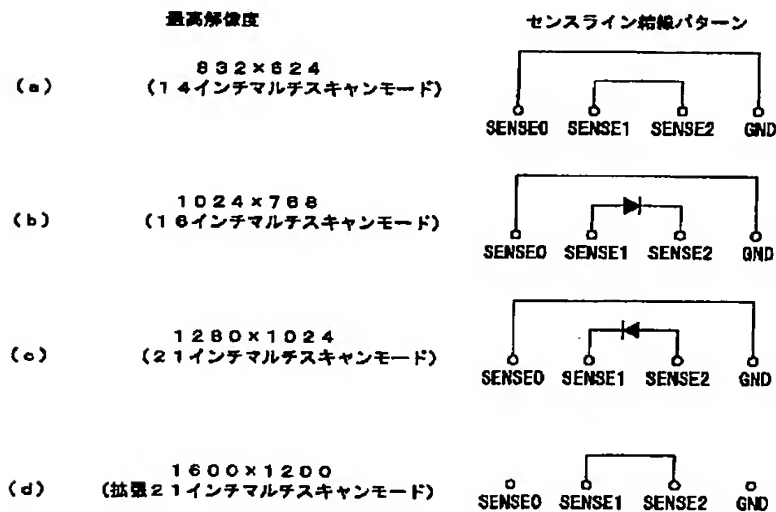 最高解像度 センスライン結線パターン
(a) 832×624
(14インチマルチスキャンモード)
SENSE0 SENSE1 SENSE2 GND
(b) 1024×768
(16インチマルチスキャンモード)
SENSE0 SENSE1 SENSE2 GND
(c) 1280×1024
(21インチマルチスキャンモード)
SENSE0 SENSE1 SENSE2 GND
(d) 1600×1200
(拡張21インチマルチスキャンモード)
SENSE0 SENSE1 SENSE2 GND